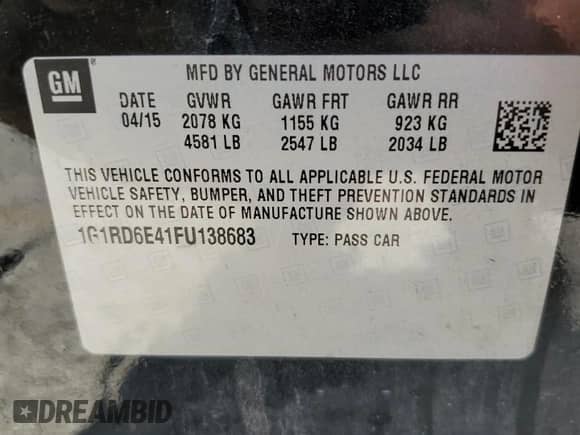 GM ®
MFD BY GENERAL MOTORS LLC
DATE GVWR GAWR FRT GAWR RR
04/15 2078 KG 1155 KG 923 KG
4581 LB 2547 LB 2034 LB
THIS VEHICLE CONFORMS TO ALL APPLICABLE U.S. FEDERAL MOTOR
VEHICLE SAFETY, BUMPER, AND THEFT PREVENTION STANDARDS IN
EFFECT ON THE DATE OF MANUFACTURE SHOWN ABOVE.
1G1RD6E41FU138683 TYPE: PASS CAR
DREAMBID